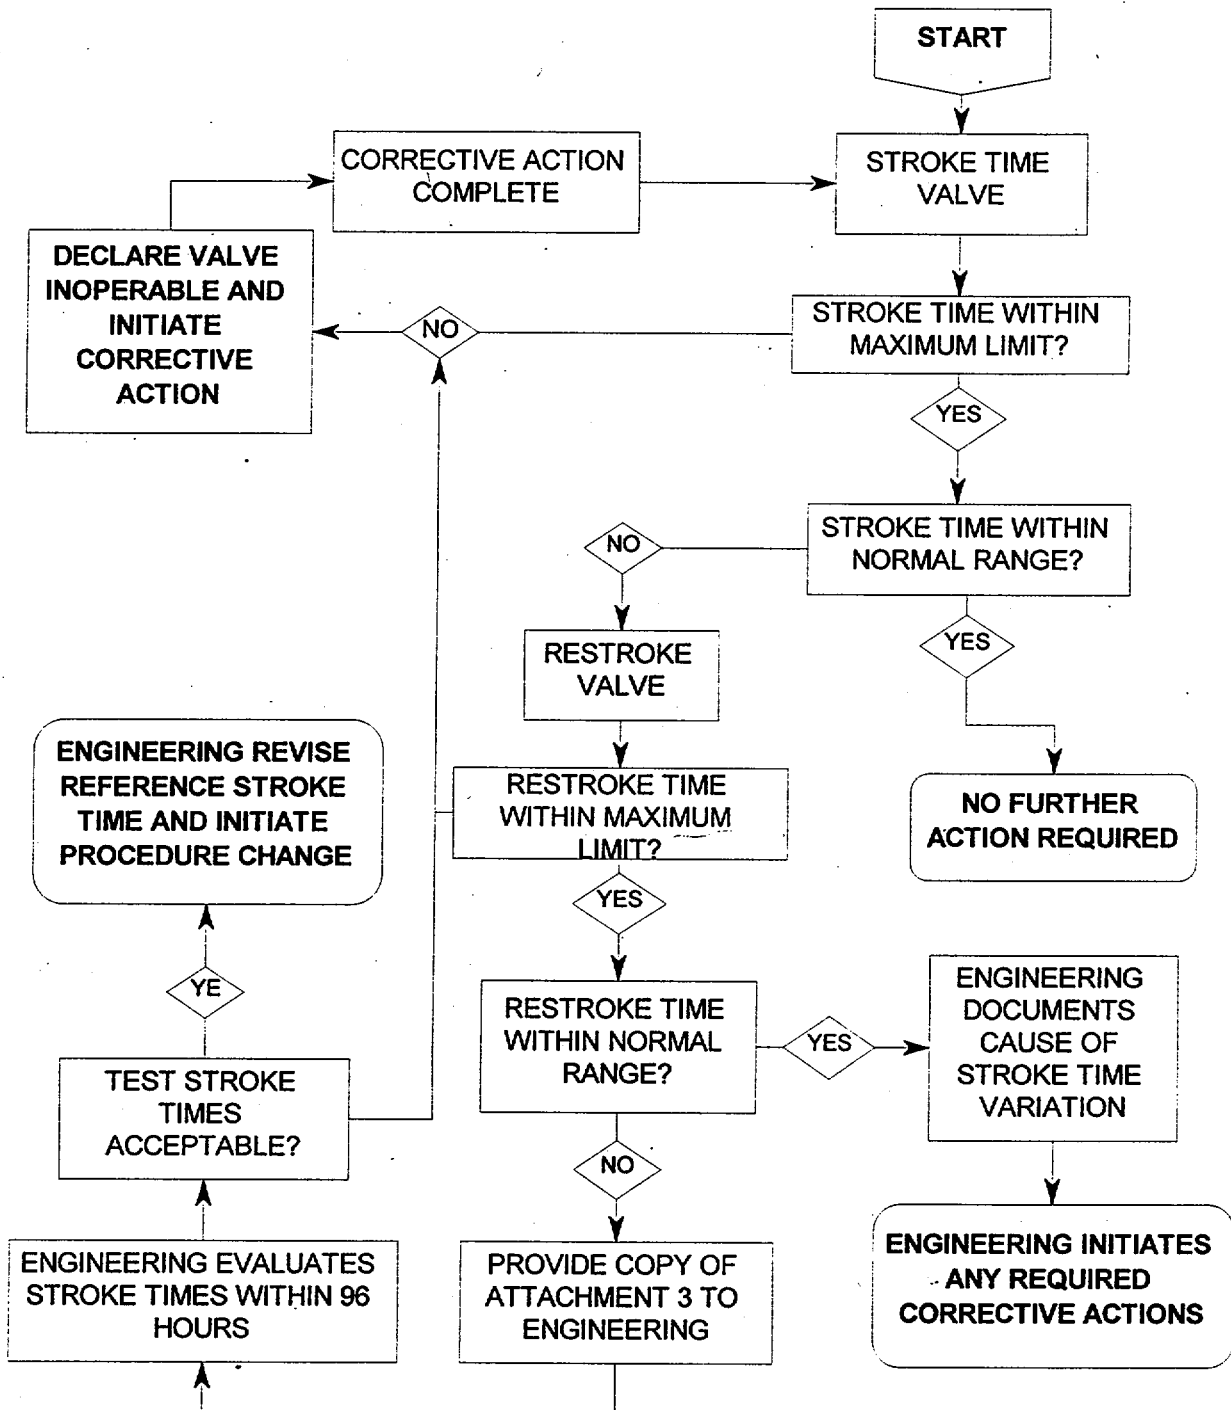 START
STROKE TIME
VALVE
CORRECTIVE ACTION
COMPLETE
DECLARE VALVE
INOPERABLE AND
INITIATE
CORRECTIVE
ACTION
NO
STROKE TIME WITHIN
MAXIMUM LIMIT?
YES
STROKE TIME WITHIN
NORMAL RANGE?
NO
YES
RESTROKE
VALVE
NO FURTHER
ACTION REQUIRED
RESTROKE TIME
WITHIN MAXIMUM
LIMIT?
YES
ENGINEERING REVISE
REFERENCE STROKE
TIME AND INITIATE
PROCEDURE CHANGE
YE
RESTROKE TIME
WITHIN NORMAL
RANGE?
YES
ENGINEERING
DOCUMENTS
CAUSE OF
STROKE TIME
VARIATION
TEST STROKE
TIMES
ACCEPTABLE?
NO
ENGINEERING EVALUATES
STROKE TIMES WITHIN 96
HOURS
PROVIDE COPY OF
ATTACHMENT 3 TO
ENGINEERING
ENGINEERING INITIATES
ANY REQUIRED
CORRECTIVE ACTIONS